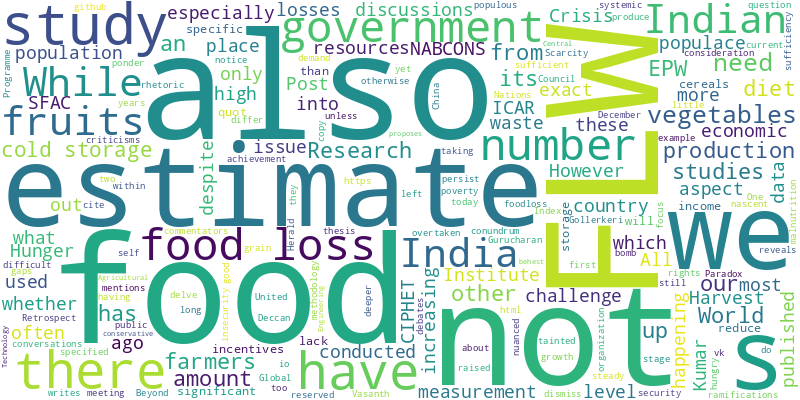 study
also
government
Indian
especially
losses
discussions
populous
specific
resources
NABCONS
from
Crisis
systemic
produce
question
github
notice
place
an
population
Programme
While
SFAC
only
than
Post
into
its
Scarcity
Central
current
sufficiency
demand
sufficient
Council
consideration
populace
EPW
need
diet
cereals
more
vegetables
economic
example
little
fruits
ponder
rhetoric
years
high
otherwise
yet
China
Nations
December
ICAR
exact
waste
these
number
However
production
cold storage
criticisms
quot
differ
issue
Research
unless
copy
taking
proposes
studies
aspect
data
achievement
despite
estimate
FLW
we
country
out
two
within
cite
https
they
persist
poverty
today
left
foodloss
overtaken
conundrum
Index
Gollerkeri
Gurucharan
storage
income
One
nascent
will
focus
malnutrition
what
Hunger
commentators
thesis
Herald
self
grain
difficult
gaps
food loss
India
which
All
reveals
bomb
Paradox
rights
public
used
mentions
Agricultural
having
delve
United
Deccan
deeper
insecurity
good
methodology
Engineering
CIPHET
debates
behest
first
Institute
our
most
Harvest
whether
Retrospect
conservative
food
not
s
other
challenge
still
World
reduce
often
has
ago
conversations
specified
long
incentives
lack
io
html
about
nuanced
tainted
up
Kumar
vk
do
hungry
security
published
Technology
there
farmers
conducted
have
increasing
raised
growth
organization
stage
level
happening
ramifications
amount
writes
meeting
Beyond
significant
Global
too
reserved
Vasanth
measurement
dismiss
steady